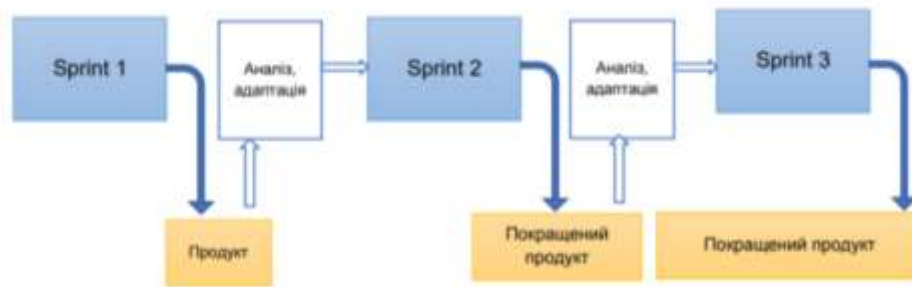 Sprint 1
Аналіз,
адаптація
Sprint 2
Аналіз,
адаптація
Sprint 3
Продукт
Покращений
продукт
Покращений продукт